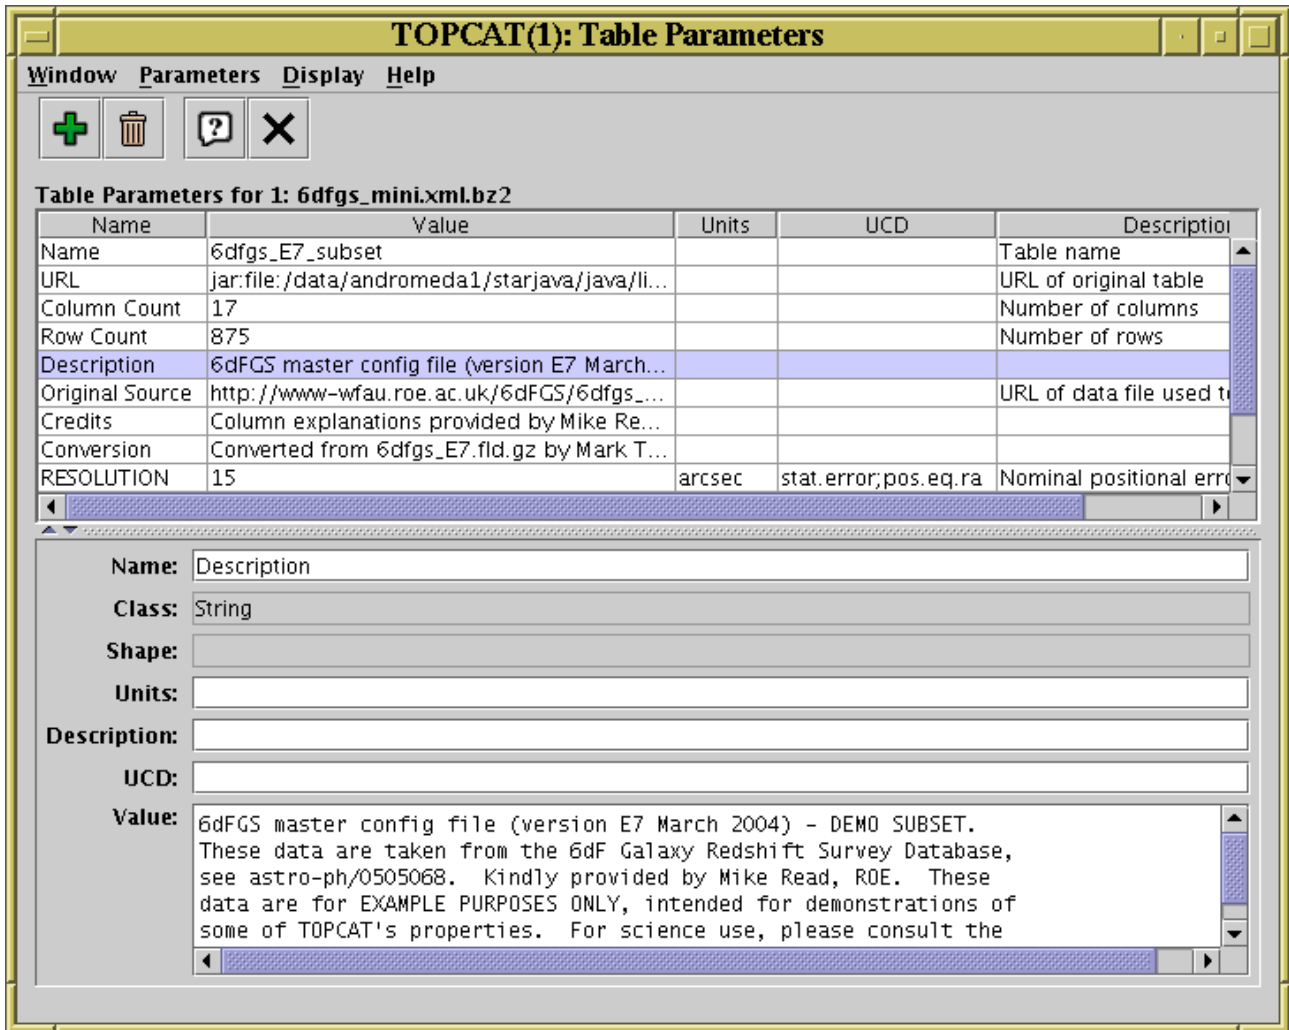 TOPCAT(1): Table Parameters
Window Parameters Display Help
Table Parameters for 1: 6dfgs_mini.xml.bz2
Name Value Units UCD Description
Name 6dfgs_E7_subset Table name
URL jar:file:/data/andromeda1/starjava/java/li... URL of original table
Column Count 17 Number of columns
Row Count 875 Number of rows
Description 6dFGS master config file (version E7 March...
Original Source http://www-wfau.roe.ac.uk/6dFGS/6dfgs_... URL of data file used t
Credits Column explanations provided by Mike Re...
Conversion Converted from 6dfgs_E7.fld.gz by Mark T...
RESOLUTION 15 arcsec stat.error;pos.eq.ra Nominal positional erro
Name: Description
Class: String
Shape:
Units:
Description:
UCD:
Value: 6dFGS master config file (version E7 March 2004) - DEMO SUBSET.
These data are taken from the 6dF Galaxy Redshift Survey Database,
see astro-ph/0505068. Kindly provided by Mike Read, ROE. These
data are for EXAMPLE PURPOSES ONLY, intended for demonstrations of
some of TOPCAT's properties. For science use, please consult the